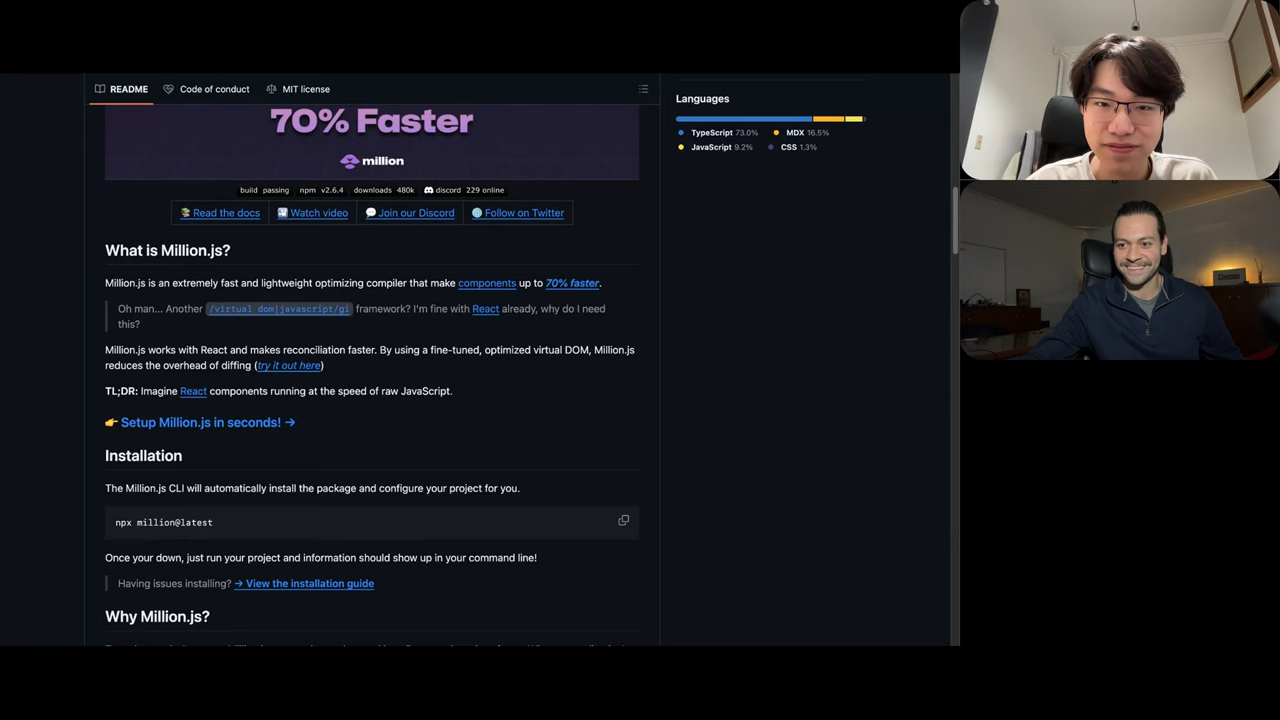 README Code of conduct MIT license
70% Faster
million
build passing npm v2.6.4 downloads 480k discord 229 online
📚 Read the docs 🎦 Watch video 💬 Join our Discord 🌐 Follow on Twitter
What is Million.js?
Million.js is an extremely fast and lightweight optimizing compiler that make components up to 70% faster.
Oh man... Another /virtual dom|javascript/gi framework? I'm fine with React already, why do I need
this?
Million.js works with React and makes reconciliation faster. By using a fine-tuned, optimized virtual DOM, Million.js
reduces the overhead of diffing (try it out here)
TL;DR: Imagine React components running at the speed of raw JavaScript.
👉 Setup Million.js in seconds! →
Installation
The Million.js CLI will automatically install the package and configure your project for you.
npx million@latest
Once your down, just run your project and information should show up in your command line!
Having issues installing? → View the installation guide
Why Million.js?
Languages
TypeScript 73.0% MDX 16.5%
JavaScript 9.2% CSS 1.3%